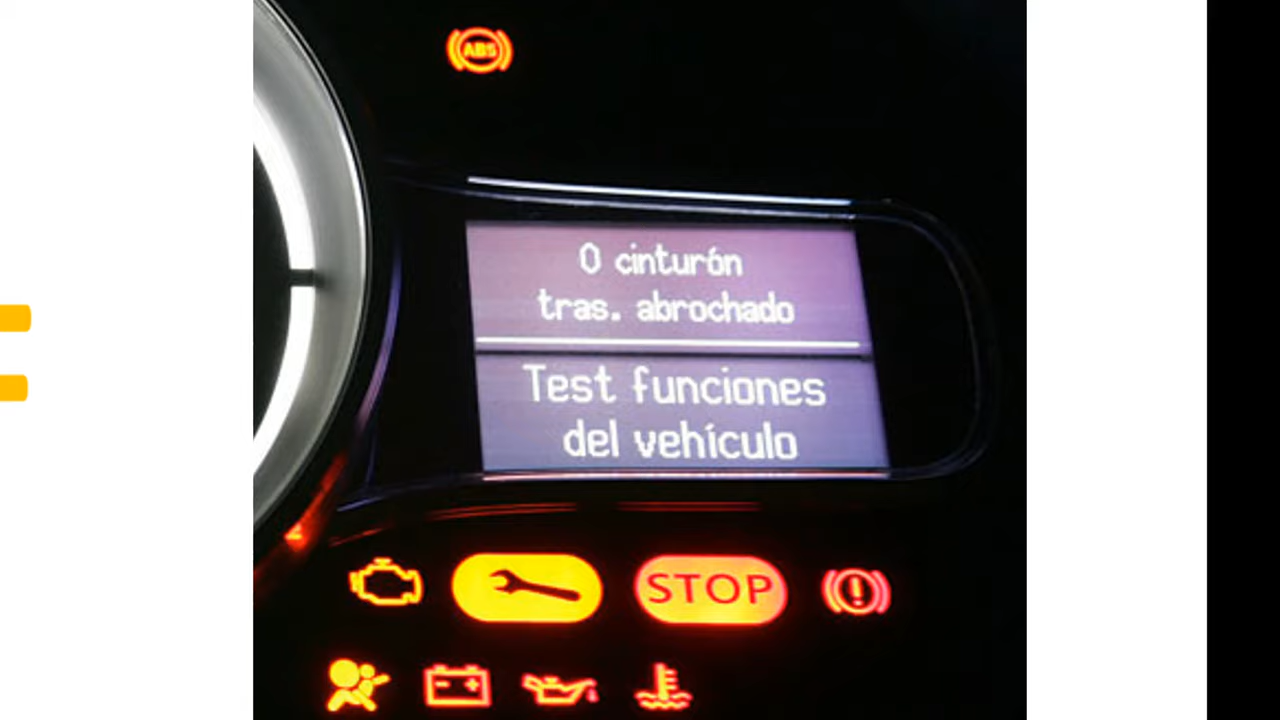 ABS
0 cinturón
tras. abrochado
Test funciones
del vehículo
STOP